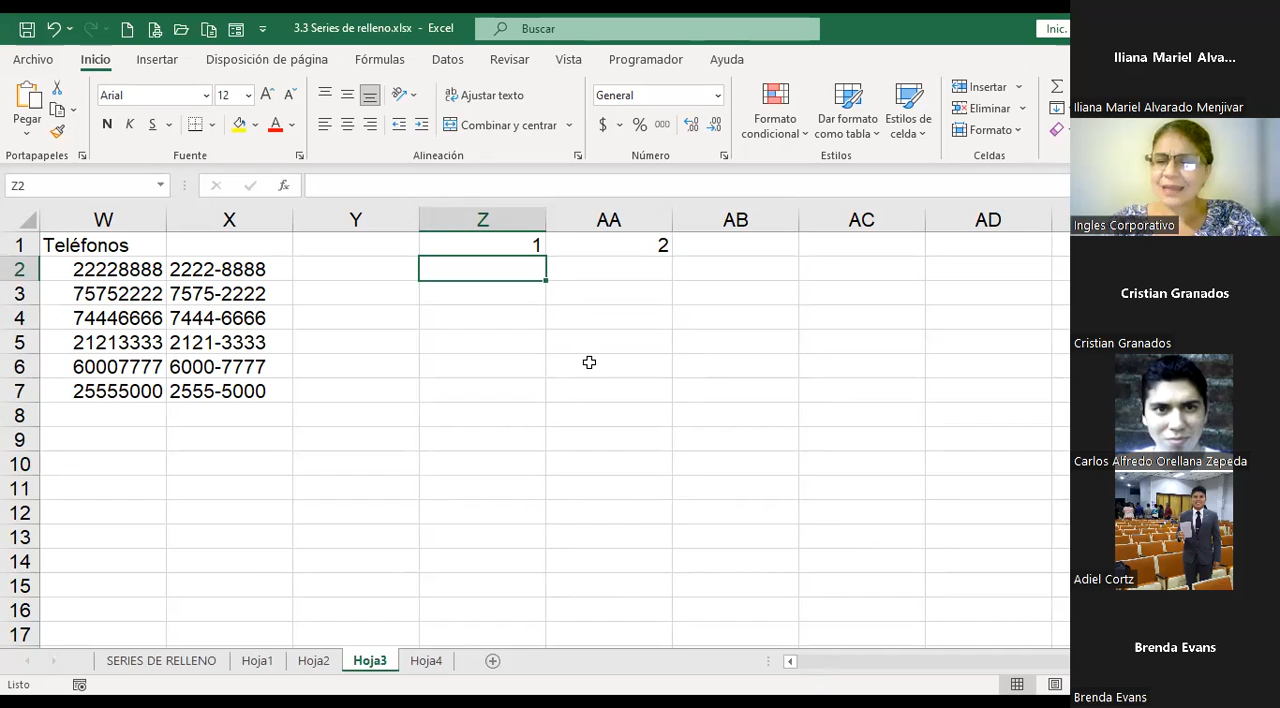 3.3 Series de relleno.xlsx - Excel
Buscar
Inic.
Archivo Inicio Insertar Disposición de página Fórmulas Datos Revisar Vista Programador Ayuda
Pegar
Arial 12
N K S
Ajustar texto
Combinar y centrar
General
$ % 000
Formato condicional
Dar formato como tabla
Estilos de celda
Insertar
Eliminar
Formato
Portapapeles Fuente Alineación Número Estilos Celdas
Z2 fx
W X Y Z AA AB AC AD
1 Teléfonos 1 2
2 22228888 2222-8888
3 75752222 7575-2222
4 74446666 7444-6666
5 21213333 2121-3333
6 60007777 6000-7777
7 25555000 2555-5000
8
9
10
11
12
13
14
15
16
17
SERIES DE RELLENO Hoja1 Hoja2 Hoja3 Hoja4
Listo
Iliana Mariel Alva...
Iliana Mariel Alvarado Menjivar
Ingles Corporativo
Cristian Granados
Cristian Granados
Carlos Alfredo Orellana Zepeda
Adiel Cortz
Brenda Evans
Brenda Evans